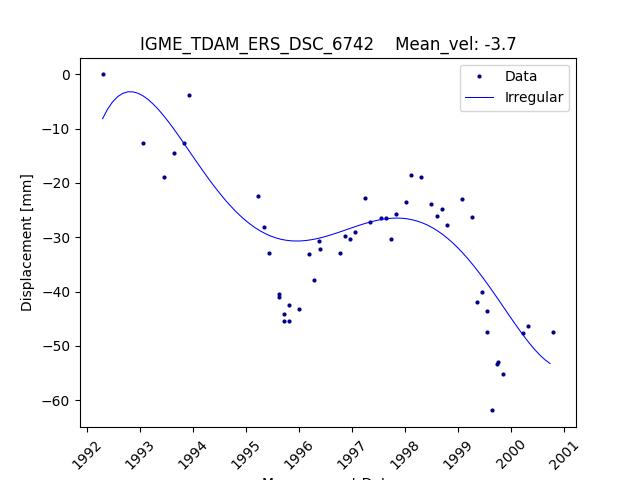 IGME_TDAM_ERS_DSC_6742    Mean_vel: -3.7
Data
Irregular
0
−10
−20
−30
−40
−50
−60
Displacement [mm]
1992 1993 1994 1995 1996 1997 1998 1999 2000 2001